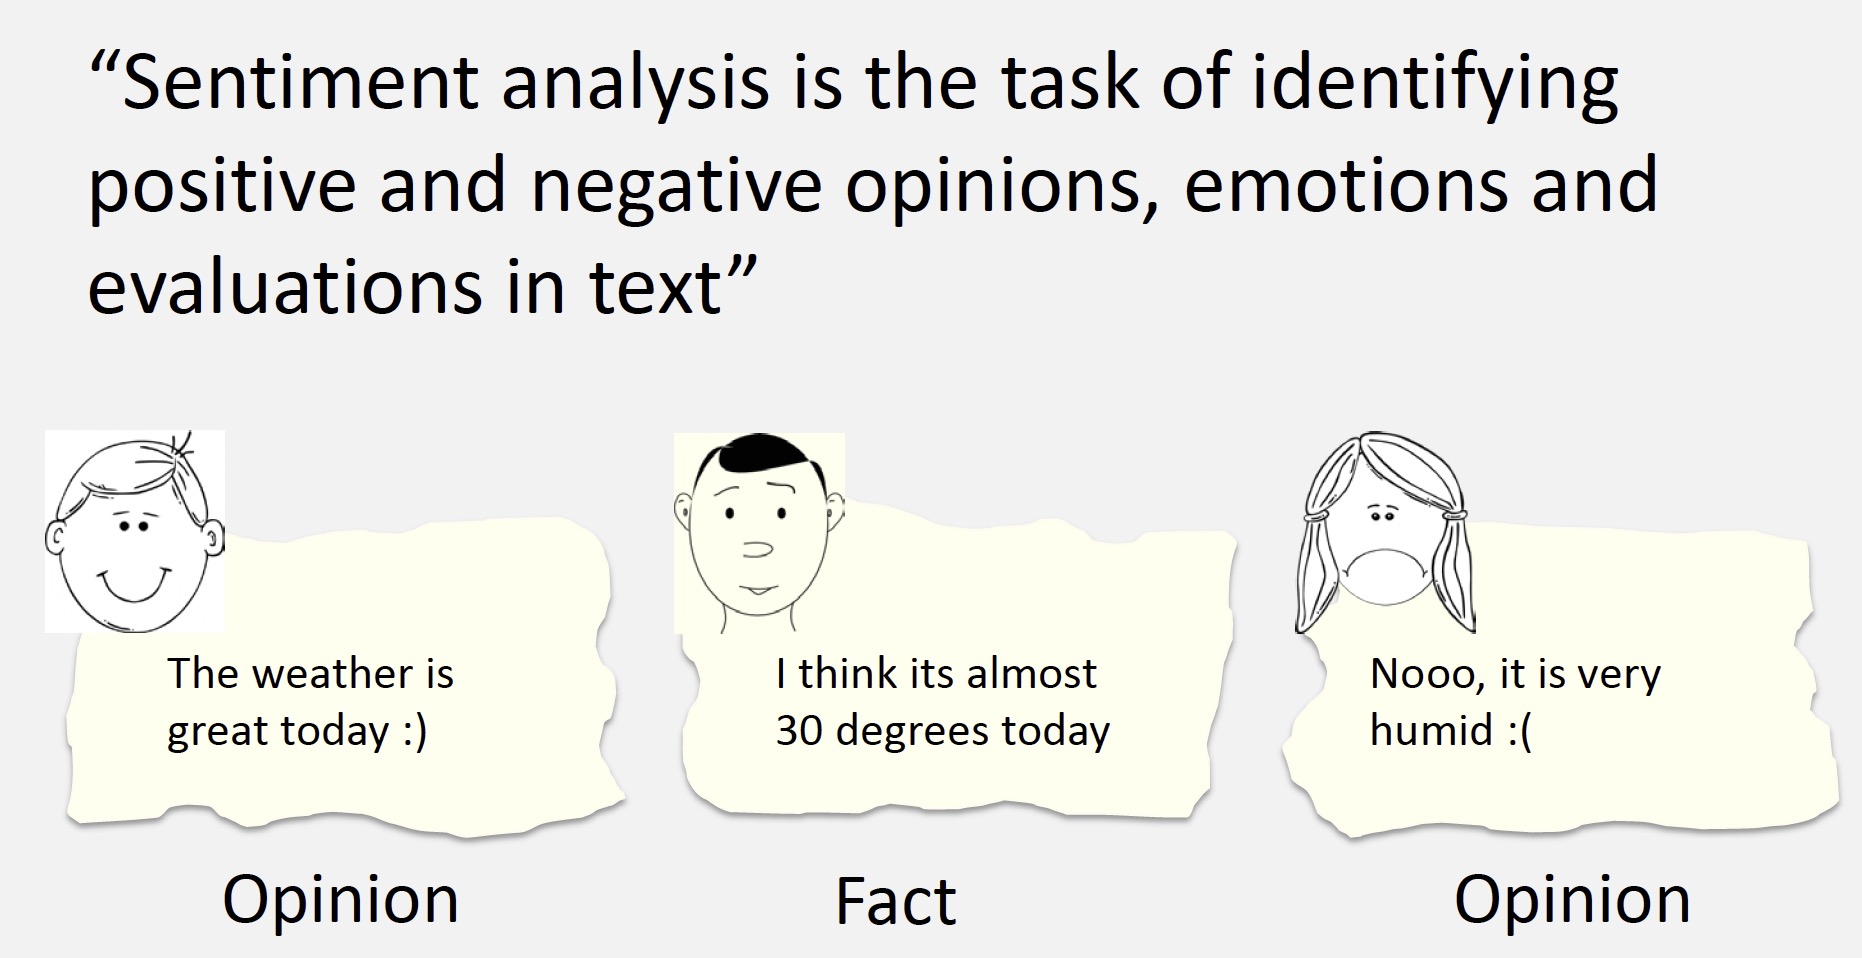 “Sentiment analysis is the task of identifying
positive and negative opinions, emotions and
evaluations in text”
The weather is
great today :)
I think its almost
30 degrees today
Nooo, it is very
humid :(
Opinion
Fact
Opinion